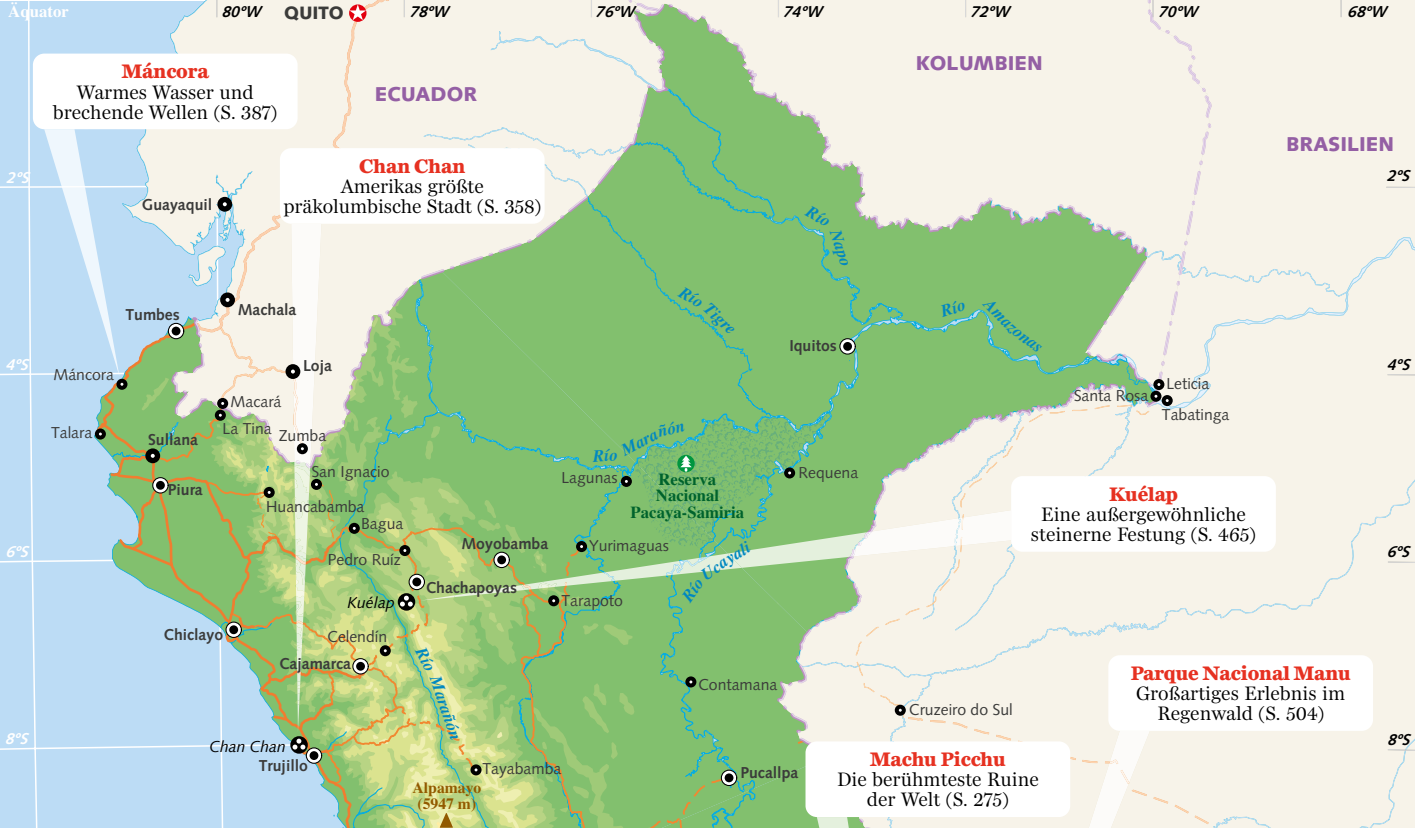 Äquator
80°W
QUITO
78°W
76°W
74°W
72°W
70°W
68°W
KOLUMBIEN
ECUADOR
BRASILIEN
Máncora
Warmes Wasser und
brechende Wellen (S. 387)
Chan Chan
Amerikas größte
präkolumbische Stadt (S. 358)
2°S
2°S
Guayaquil
Río Napo
Machala
Tumbes
Río Tigre
Río Amazonas
Iquitos
Loja
4°S
4°S
Máncora
Leticia
Santa Rosa
Tabatinga
Macará
La Tina
Talara
Sullana
Zumba
Río Marañón
San Ignacio
Lagunas
Requena
Reserva
Nacional
Pacaya-Samiria
Piura
Huancabamba
Kuélap
Eine außergewöhnliche
steinerne Festung (S. 465)
Bagua
Moyobamba
Yurimaguas
6°S
6°S
Pedro Ruíz
Río Ucayali
Chachapoyas
Kuélap
Tarapoto
Chiclayo
Celendín
Cajamarca
Río Marañón
Contamana
Parque Nacional Manu
Großartiges Erlebnis im
Regenwald (S. 504)
Cruzeiro do Sul
8°S
8°S
Chan Chan
Trujillo
Machu Picchu
Die berühmteste Ruine
der Welt (S. 275)
Tayabamba
Pucallpa
Alpamayo
(5947 m)